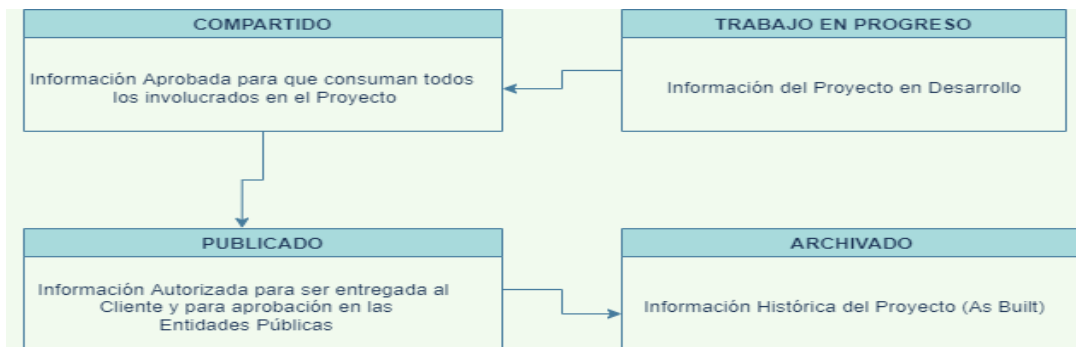 COMPARTIDO
Información Aprobada para que consuman todos
los involucrados en el Proyecto
TRABAJO EN PROGRESO
Información del Proyecto en Desarrollo
PUBLICADO
Información Autorizada para ser entregada al
Cliente y para aprobación en las
Entidades Públicas
ARCHIVADO
Información Histórica del Proyecto (As Built)